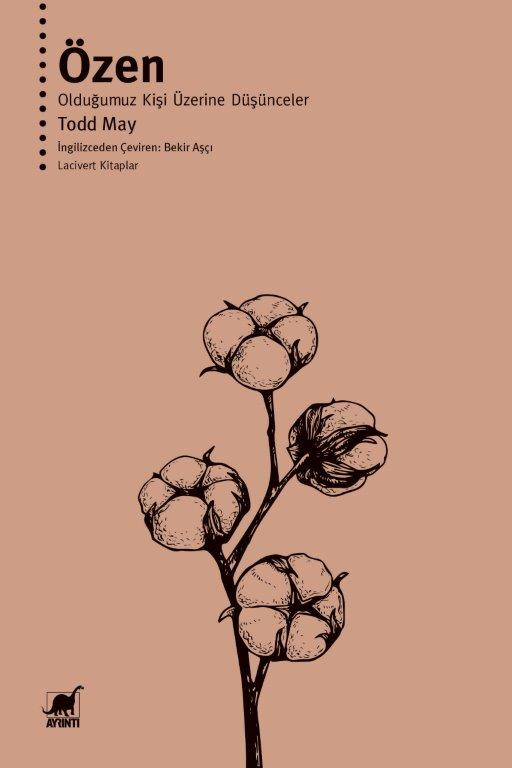 Özen
Olduğumuz Kişi Üzerine Düşünceler
Todd May
İngilizceden Çeviren: Bekir Aşçı
Lacivert Kitaplar
AYRINTI